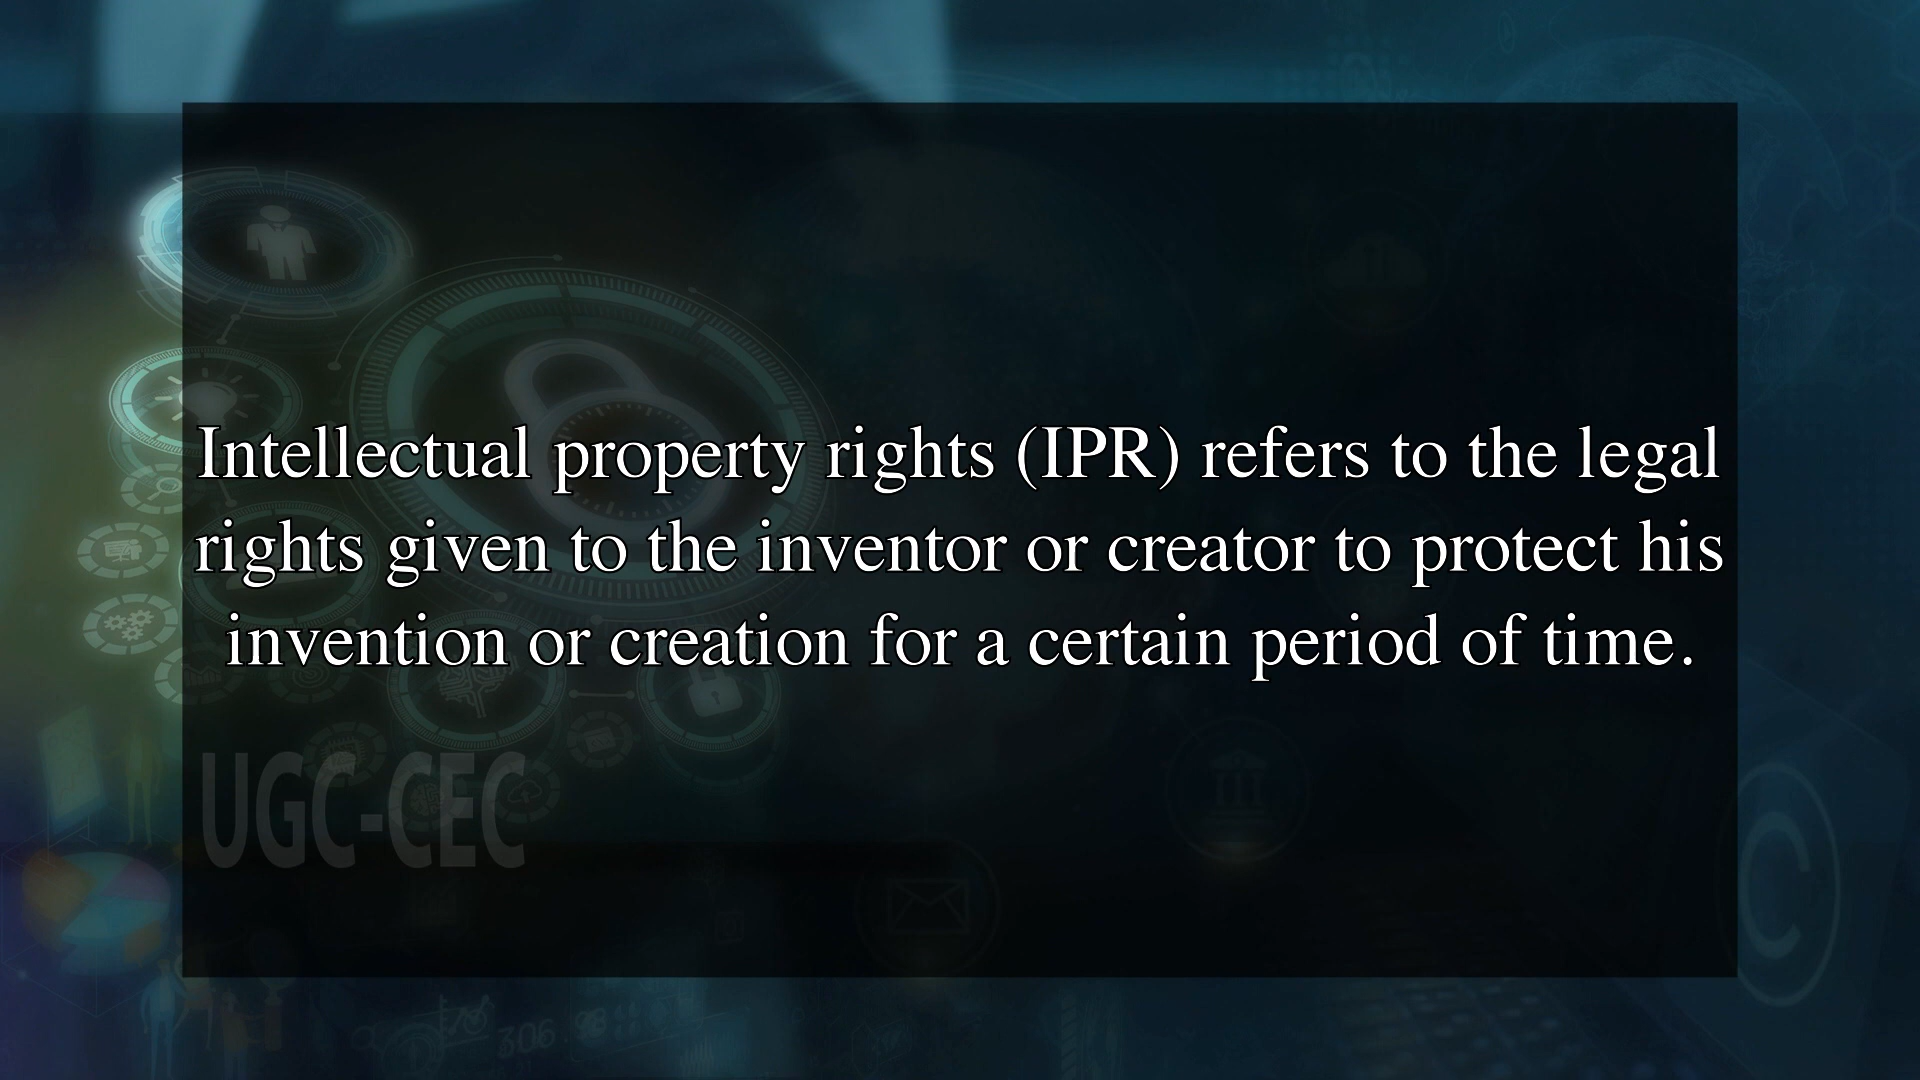 Intellectual property rights (IPR) refers to the legal
rights given to the inventor or creator to protect his
invention or creation for a certain period of time.
UGC-CEC
C
306